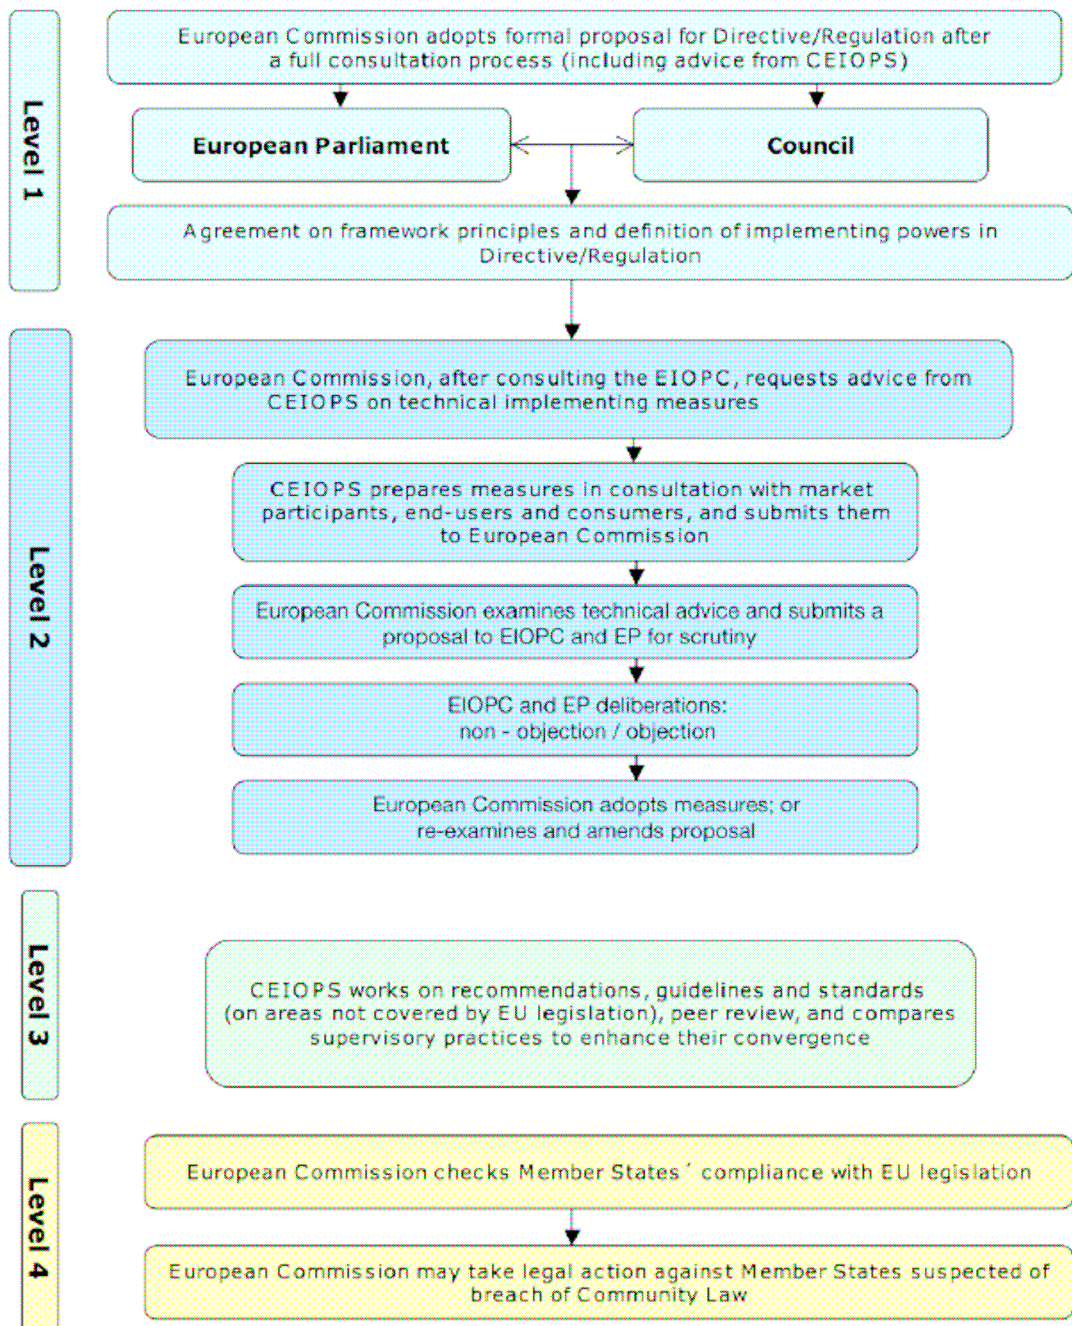 Level 1
European Commission adopts formal proposal for Directive/Regulation after
a full consultation process (including advice from CEIOPS)
European Parliament
Council
Agreement on framework principles and definition of implementing powers in
Directive/Regulation
Level 2
European Commission, after consulting the EIOPC, requests advice from
CEIOPS on technical implementing measures
CEIOPS prepares measures in consultation with market
participants, end-users and consumers, and submits them
to European Commission
European Commission examines technical advice and submits a
proposal to EIOPC and EP for scrutiny
EIOPC and EP deliberations:
non - objection / objection
European Commission adopts measures; or
re-examines and amends proposal
Level 3
CEIOPS works on recommendations, guidelines and standards
(on areas not covered by EU legislation), peer review, and compares
supervisory practices to enhance their convergence
Level 4
European Commission checks Member States´ compliance with EU legislation
European Commission may take legal action against Member States suspected of
breach of Community Law